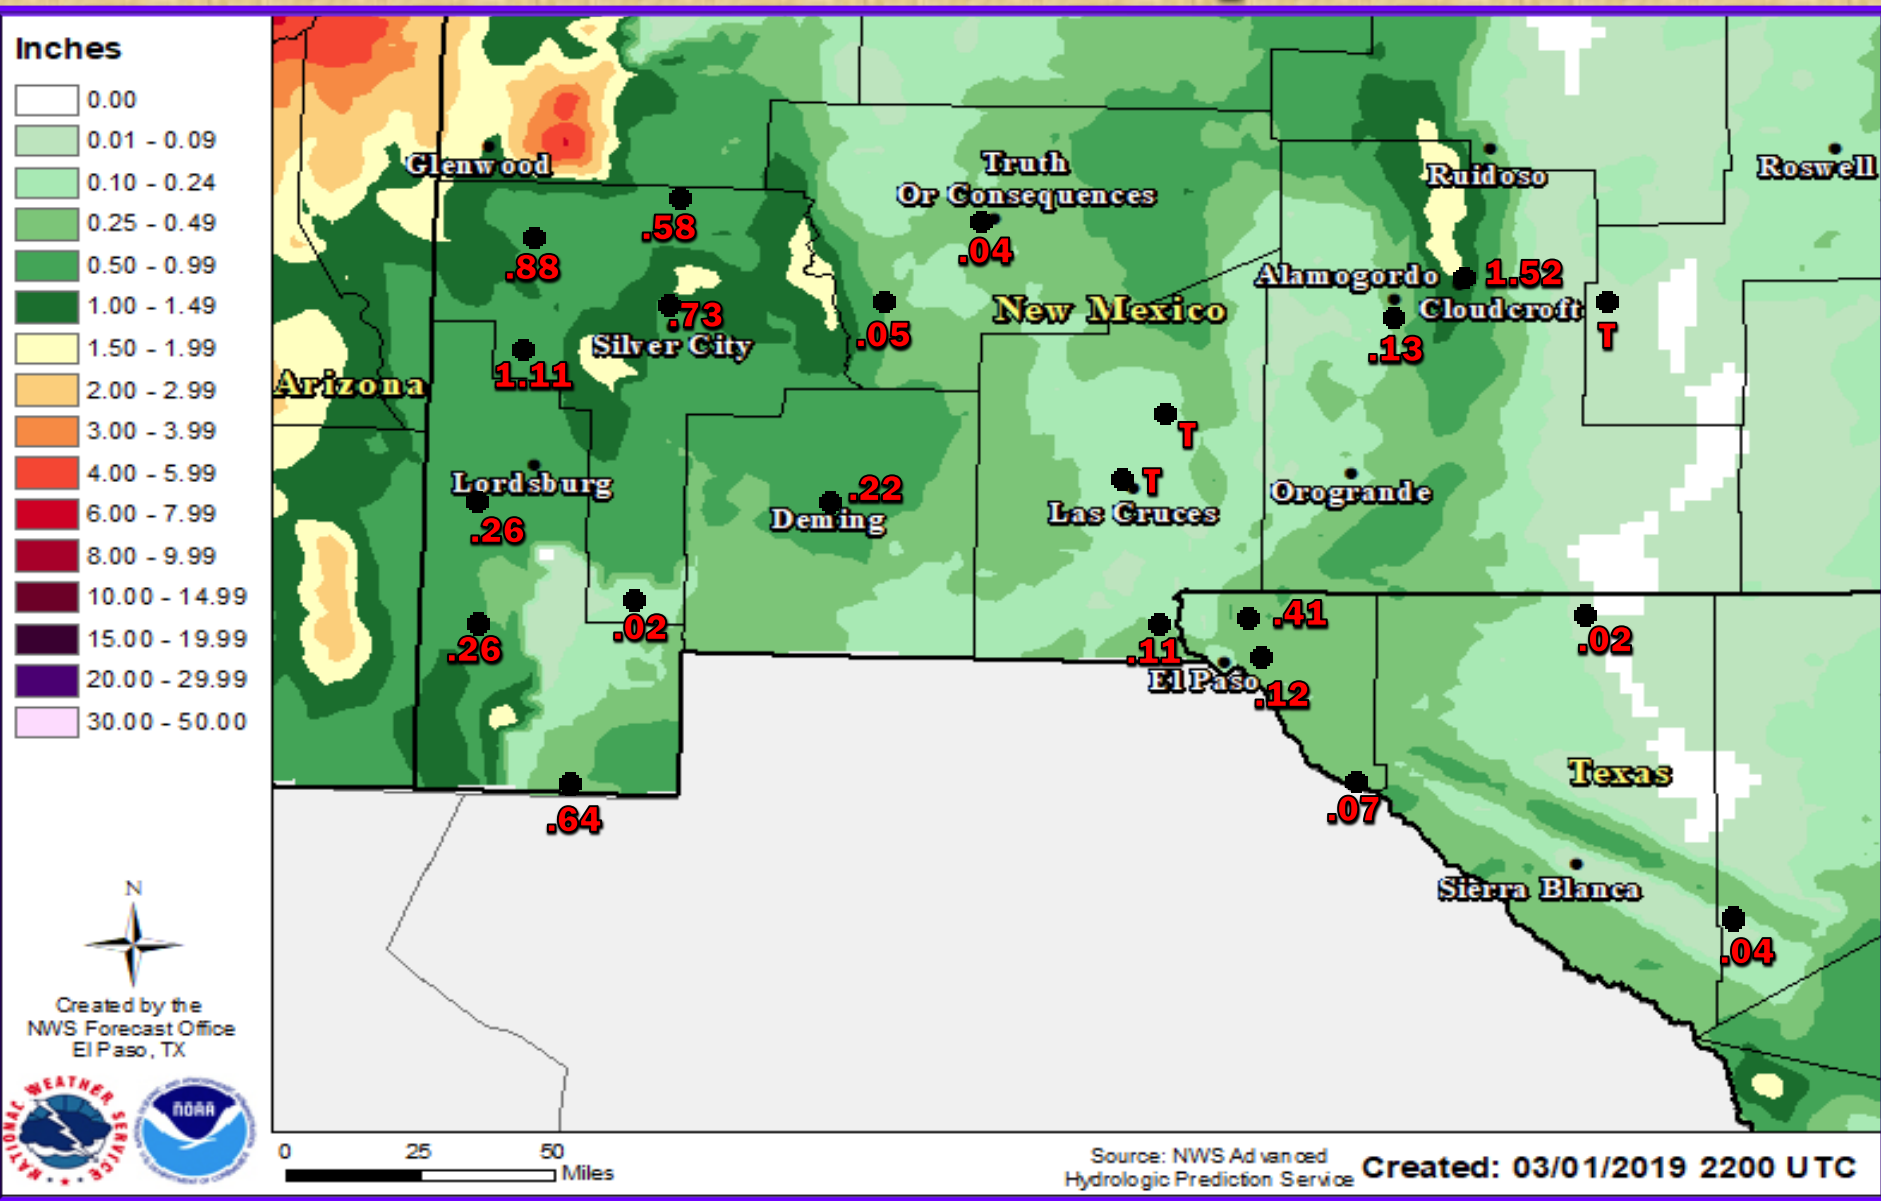 Inches
0.00
0.01 - 0.09
0.10 - 0.24
0.25 - 0.49
0.50 - 0.99
1.00 - 1.49
1.50 - 1.99
2.00 - 2.99
3.00 - 3.99
4.00 - 5.99
6.00 - 7.99
8.00 - 9.99
10.00 - 14.99
15.00 - 19.99
20.00 - 29.99
30.00 - 50.00
N
Created by the
NWS Forecast Office
El Paso, TX
NATIONAL WEATHER SERVICE
NOAA
Glenwood
Truth
Or Consequences
Ruidoso
Roswell
.58
.88
.04
Alamogordo
1.52
Cloudcroft
New Mexico
.73
Silver City
.05
.13
T
1.11
Arizona
T
Lordsburg
.26
.22
Deming
T
Las Cruces
Orogrande
.02
.26
.11
.41
El Paso
.12
.02
.64
.07
Texas
Sierra Blanca
.04
0 25 50
Miles
Source: NWS Advanced
Hydrologic Prediction Service
Created: 03/01/2019 2200 UTC